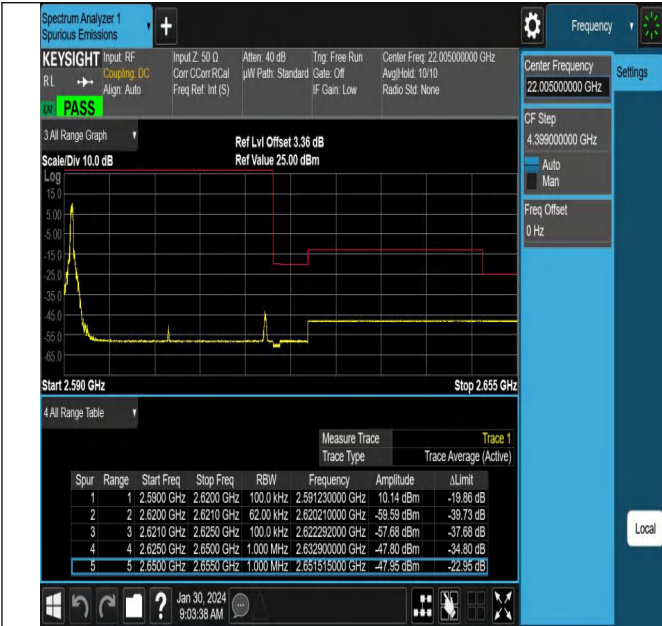 Spectrum Analyzer 1
Spurious Emissions
Frequency
KEYSIGHT Input: RF Input Z: 50 Ω Atten: 40 dB Trig: Free Run Center Freq: 22.005000000 GHz
RL Coupling: DC Corr CCorr RCal µW Path: Standard Gate: Off Avg|Hold: 10/10
Align: Auto Freq Ref: Int (S) IF Gain: Low Radio Std: None
LXI PASS
Center Frequency
22.005000000 GHz
Settings
CF Step
4.399000000 GHz
Auto
Man
Freq Offset
0 Hz
3 All Range Graph
Ref Lvl Offset 3.36 dB
Scale/Div 10.0 dB Ref Value 25.00 dBm
Log
15.0
5.00
-5.00
-15.0
-25.0
-35.0
-45.0
-55.0
-65.0
Start 2.590 GHz Stop 2.655 GHz
4 All Range Table
Measure Trace Trace 1
Trace Type Trace Average (Active)
Spur Range Start Freq Stop Freq RBW Frequency Amplitude ΔLimit
1 1 2.5900 GHz 2.6200 GHz 100.0 kHz 2.591230000 GHz 10.14 dBm -19.86 dB
2 2 2.6200 GHz 2.6210 GHz 62.00 kHz 2.620210000 GHz -59.59 dBm -39.73 dB
3 3 2.6210 GHz 2.6250 GHz 100.0 kHz 2.622292000 GHz -57.68 dBm -37.68 dB
4 4 2.6250 GHz 2.6500 GHz 1.000 MHz 2.632900000 GHz -47.80 dBm -34.80 dB
5 5 2.6500 GHz 2.6550 GHz 1.000 MHz 2.651515000 GHz -47.95 dBm -22.95 dB
Local
Jan 30, 2024
9:03:38 AM